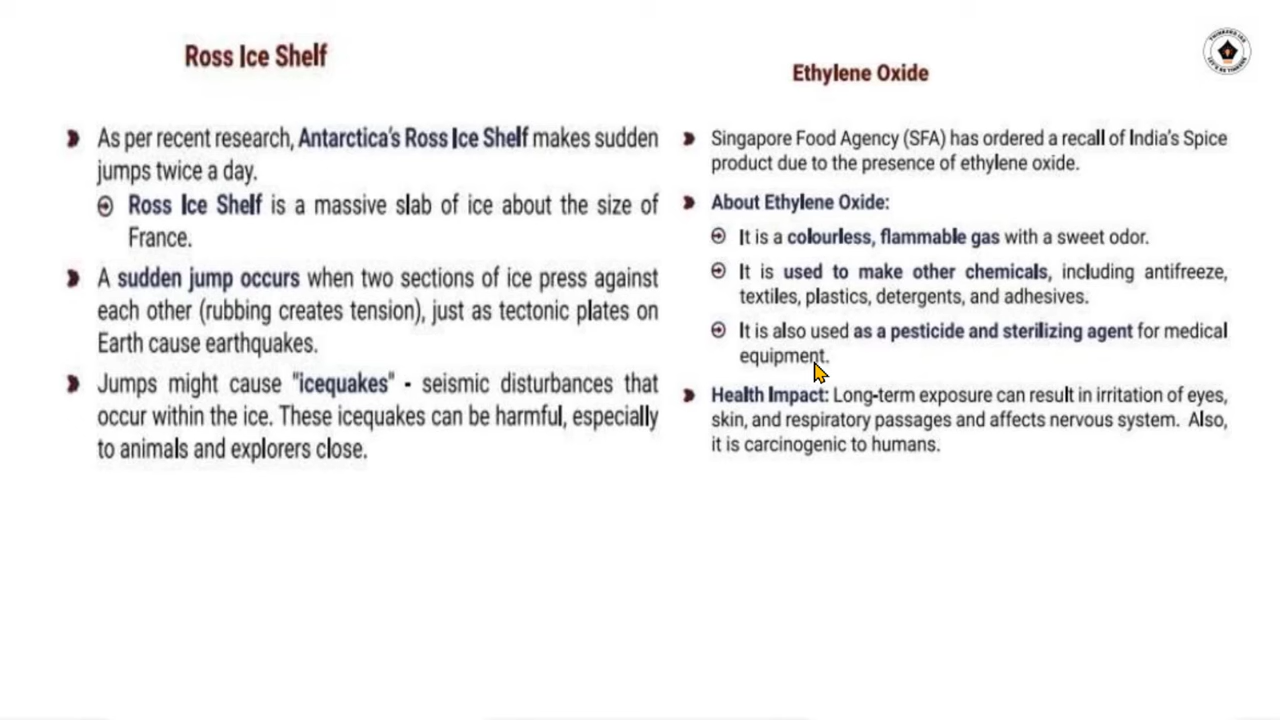 Ross Ice Shelf
As per recent research, Antarctica's Ross Ice Shelf makes sudden
jumps twice a day.
Ross Ice Shelf is a massive slab of ice about the size of
France.
A sudden jump occurs when two sections of ice press against
each other (rubbing creates tension), just as tectonic plates on
Earth cause earthquakes.
Jumps might cause "icequakes" - seismic disturbances that
occur within the ice. These icequakes can be harmful, especially
to animals and explorers close.
Ethylene Oxide
Singapore Food Agency (SFA) has ordered a recall of India's Spice
product due to the presence of ethylene oxide.
About Ethylene Oxide:
It is a colourless, flammable gas with a sweet odor.
It is used to make other chemicals, including antifreeze,
textiles, plastics, detergents, and adhesives.
It is also used as a pesticide and sterilizing agent for medical
equipment.
Health Impact: Long-term exposure can result in irritation of eyes,
skin, and respiratory passages and affects nervous system. Also,
it is carcinogenic to humans.